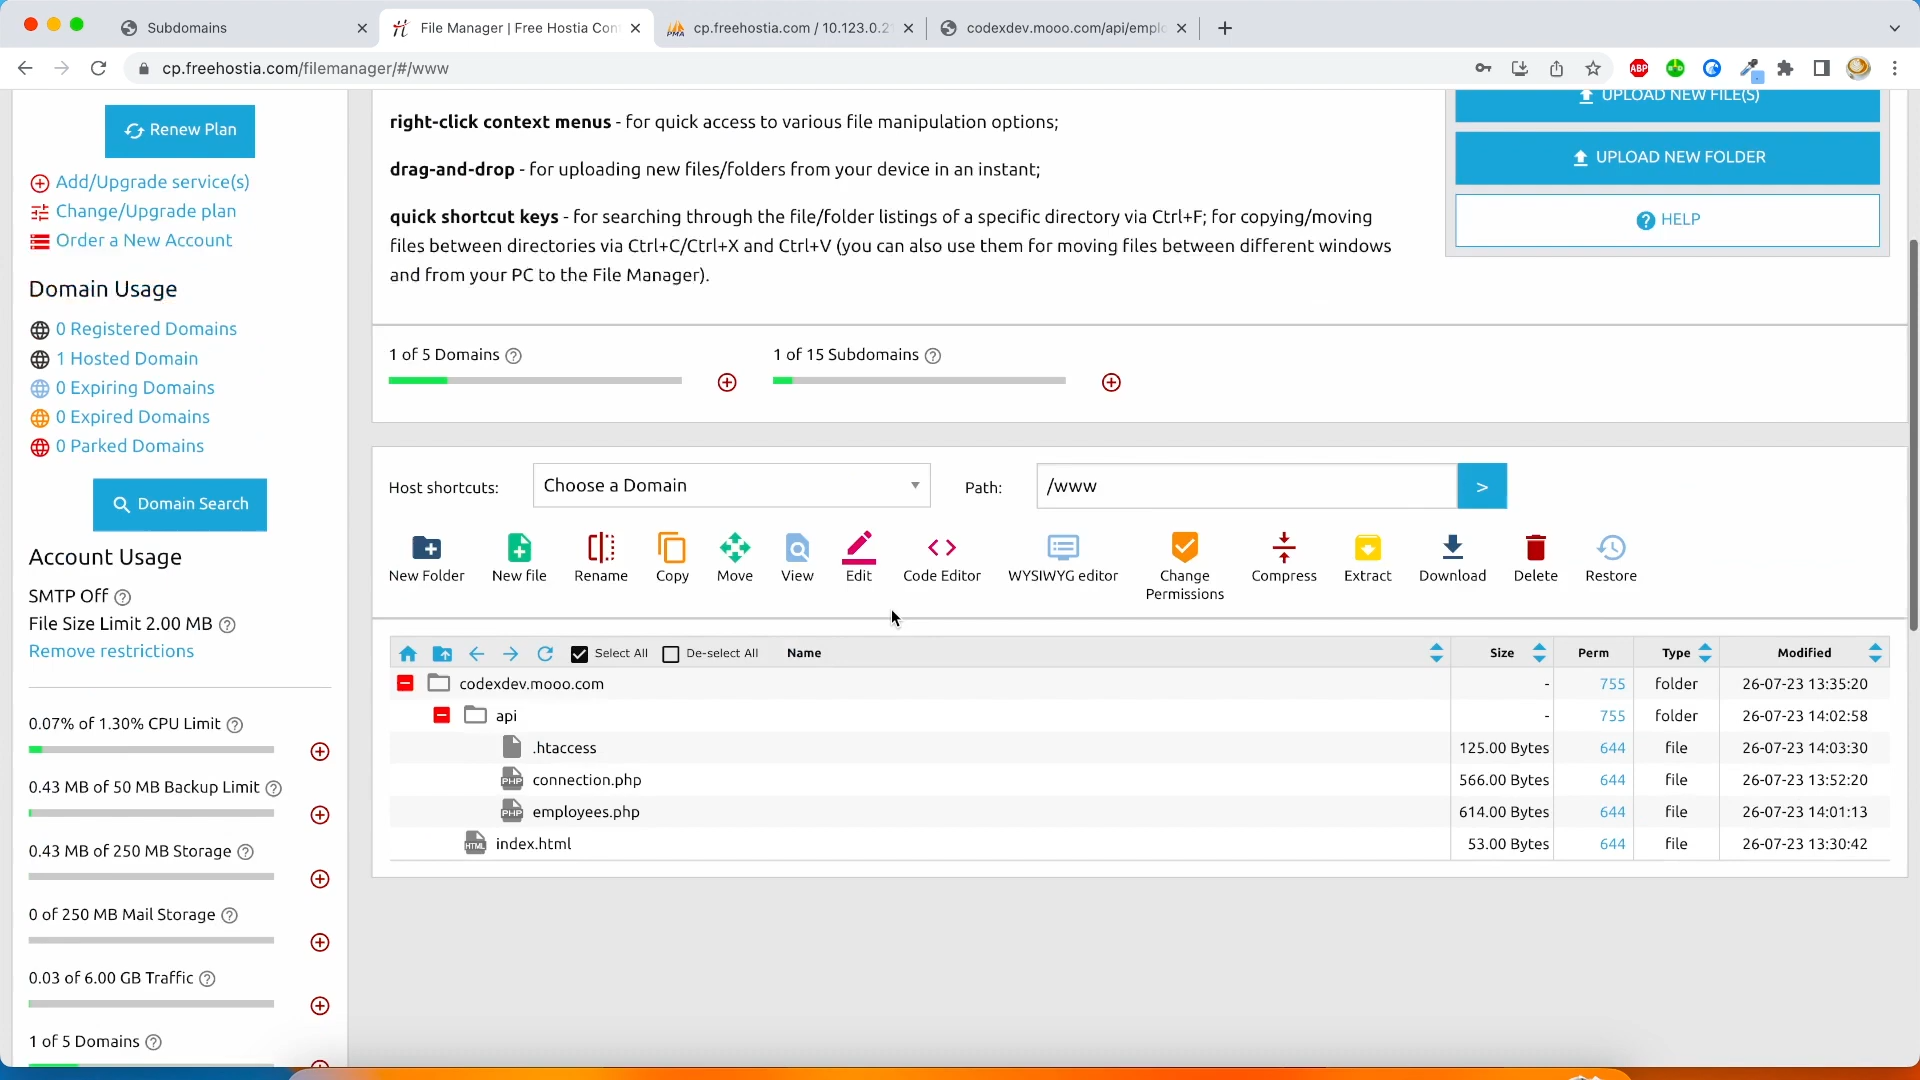 Subdomains
File Manager | Free Hostia Con
cp.freehostia.com / 10.123.0.21
codexdev.mooo.com/api/emplo
cp.freehostia.com/filemanager/#/www
ABP
Renew Plan
Add/Upgrade service(s)
Change/Upgrade plan
Order a New Account
Domain Usage
0 Registered Domains
1 Hosted Domain
0 Expiring Domains
0 Expired Domains
0 Parked Domains
Domain Search
Account Usage
SMTP Off
File Size Limit 2.00 MB
Remove restrictions
0.07% of 1.30% CPU Limit
0.43 MB of 50 MB Backup Limit
0.43 MB of 250 MB Storage
0 of 250 MB Mail Storage
0.03 of 6.00 GB Traffic
1 of 5 Domains
right-click context menus - for quick access to various file manipulation options;
drag-and-drop - for uploading new files/folders from your device in an instant;
quick shortcut keys - for searching through the file/folder listings of a specific directory via Ctrl+F; for copying/moving
files between directories via Ctrl+C/Ctrl+X and Ctrl+V (you can also use them for moving files between different windows
and from your PC to the File Manager).
UPLOAD NEW FILE(S)
UPLOAD NEW FOLDER
HELP
1 of 5 Domains
1 of 15 Subdomains
Host shortcuts: Choose a Domain Path: /www >
New Folder New file Rename Copy Move View Edit Code Editor WYSIWYG editor Change Permissions Compress Extract Download Delete Restore
Select All De-select All Name Size Perm Type Modified
codexdev.mooo.com - 755 folder 26-07-23 13:35:20
api - 755 folder 26-07-23 14:02:58
.htaccess 125.00 Bytes 644 file 26-07-23 14:03:30
connection.php 566.00 Bytes 644 file 26-07-23 13:52:20
employees.php 614.00 Bytes 644 file 26-07-23 14:01:13
index.html 53.00 Bytes 644 file 26-07-23 13:30:42